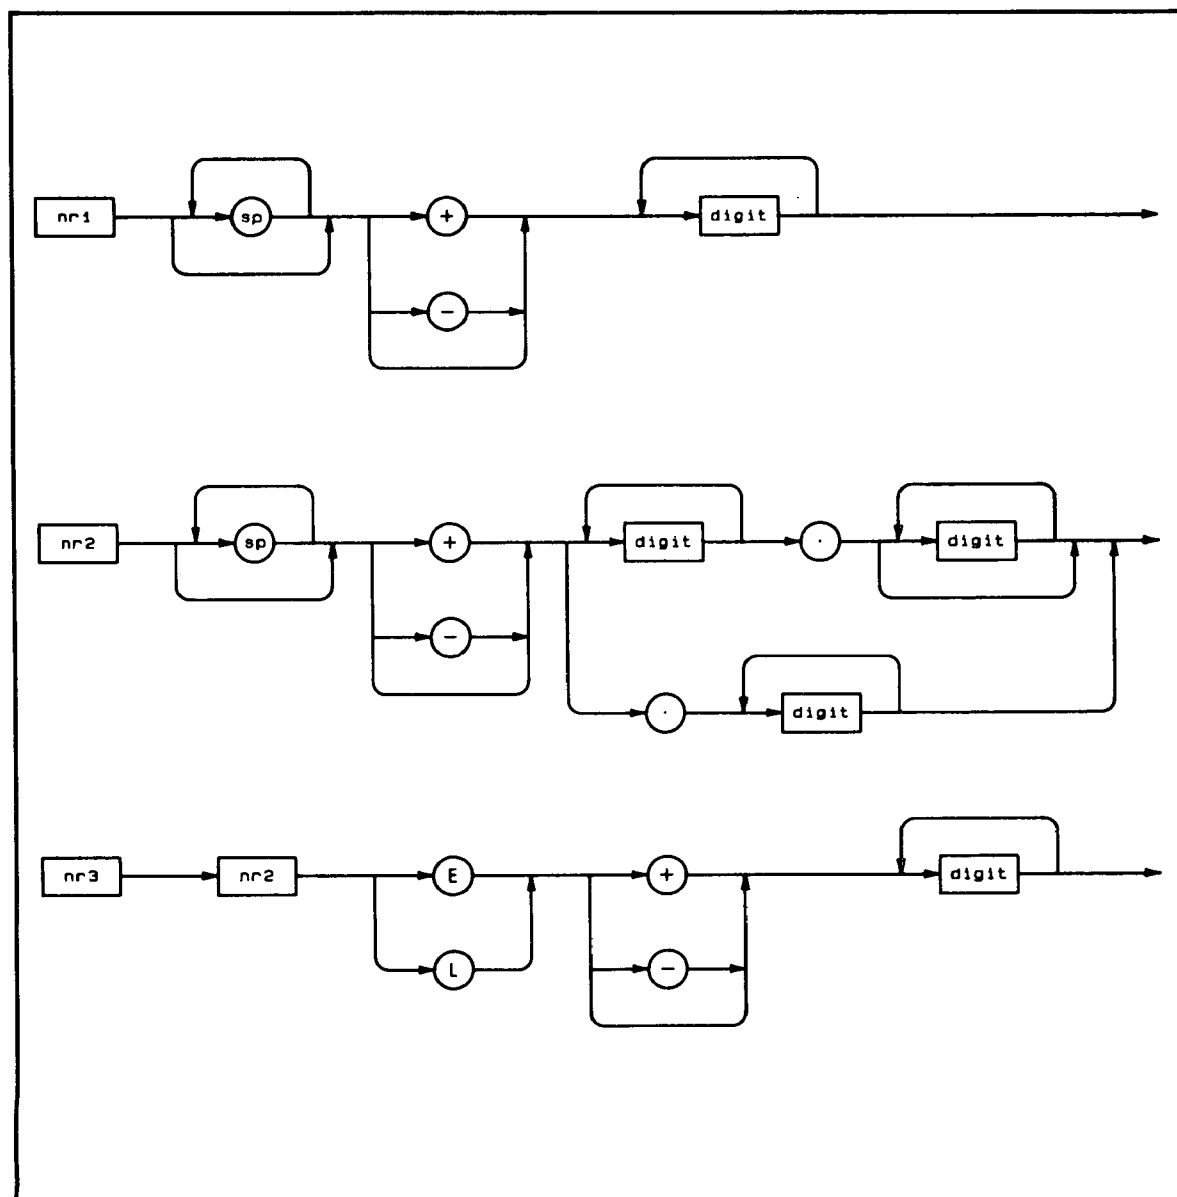 nr1 sp + digit
-
nr2 sp + digit . digit
-
. digit
nr3 nr2 E + digit
L -